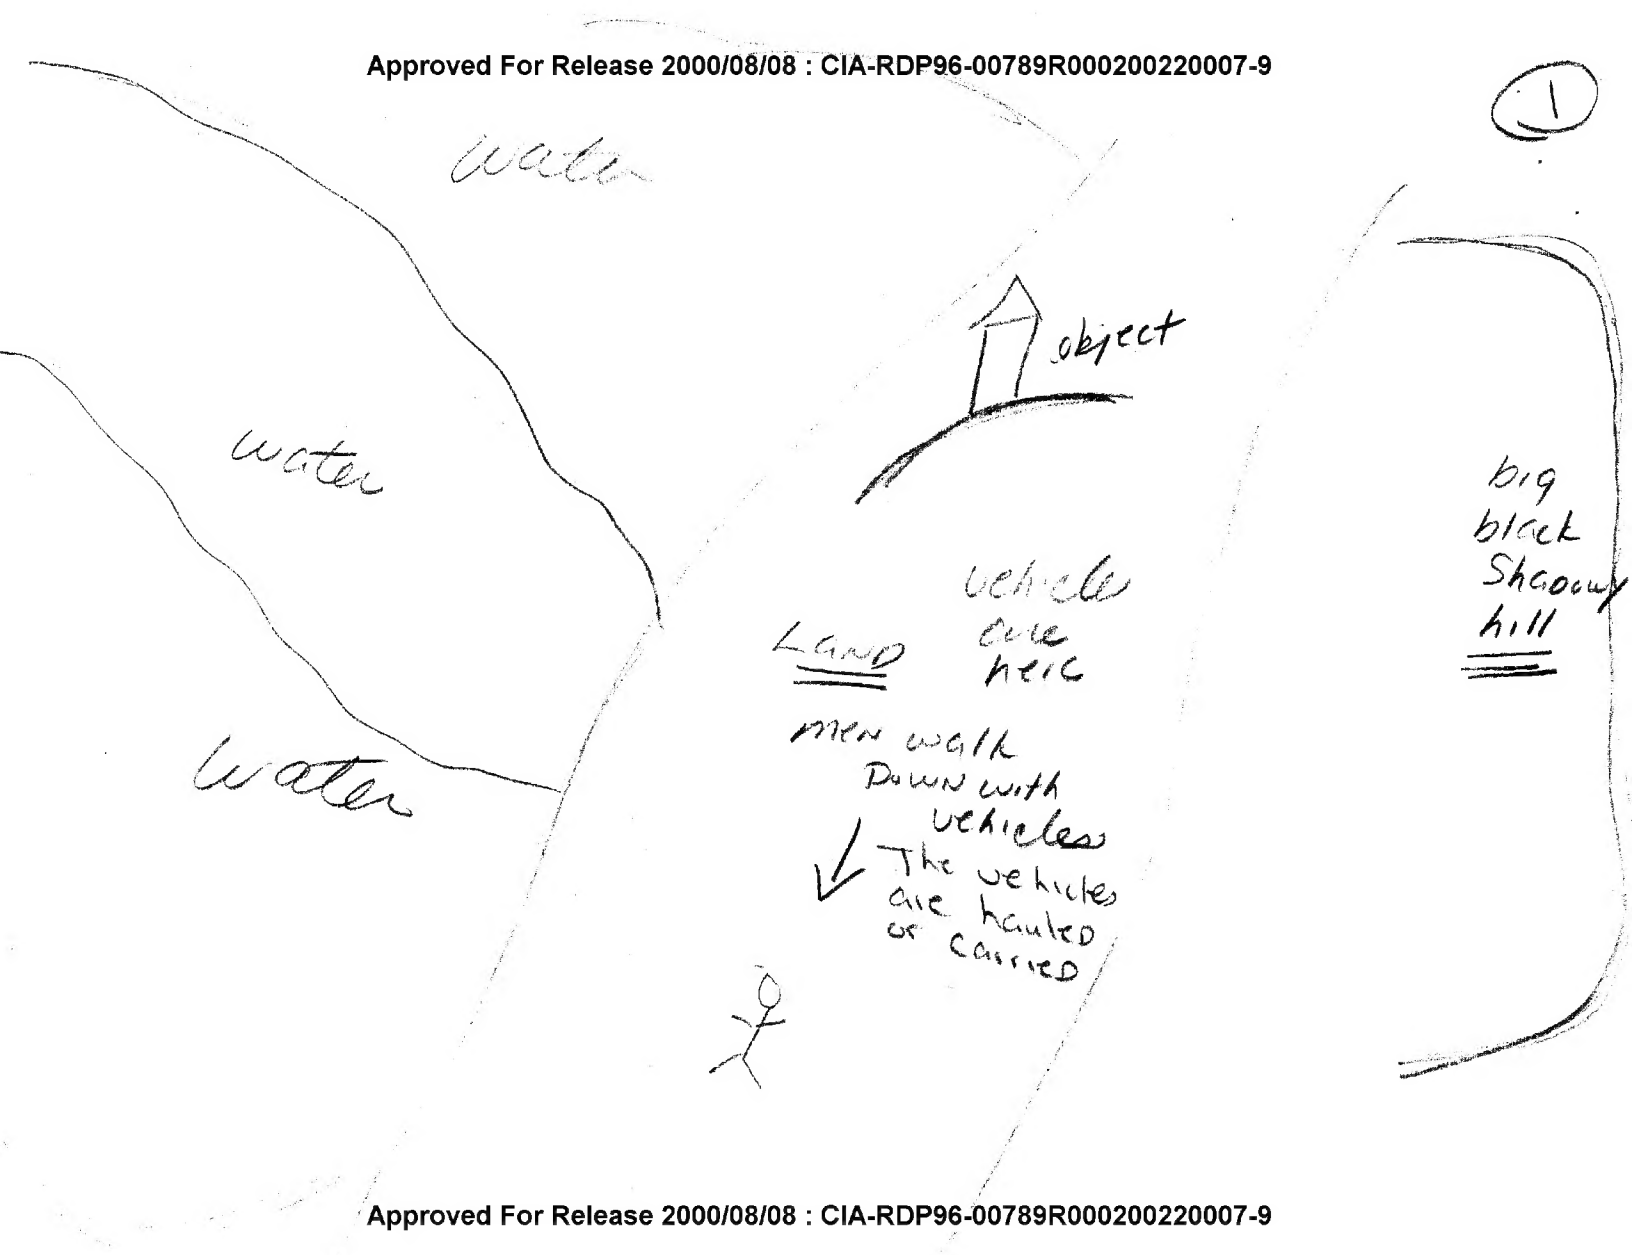 Approved For Release 2000/08/08 : CIA-RDP96-00789R000200220007-9
1
water
object
water
big
black
Shadowy
hill
vehicles
are
here
LAND
men walk
DOWN with
vehicles
water
The vehicles
are hauled
or carried
Approved For Release 2000/08/08 : CIA-RDP96-00789R000200220007-9